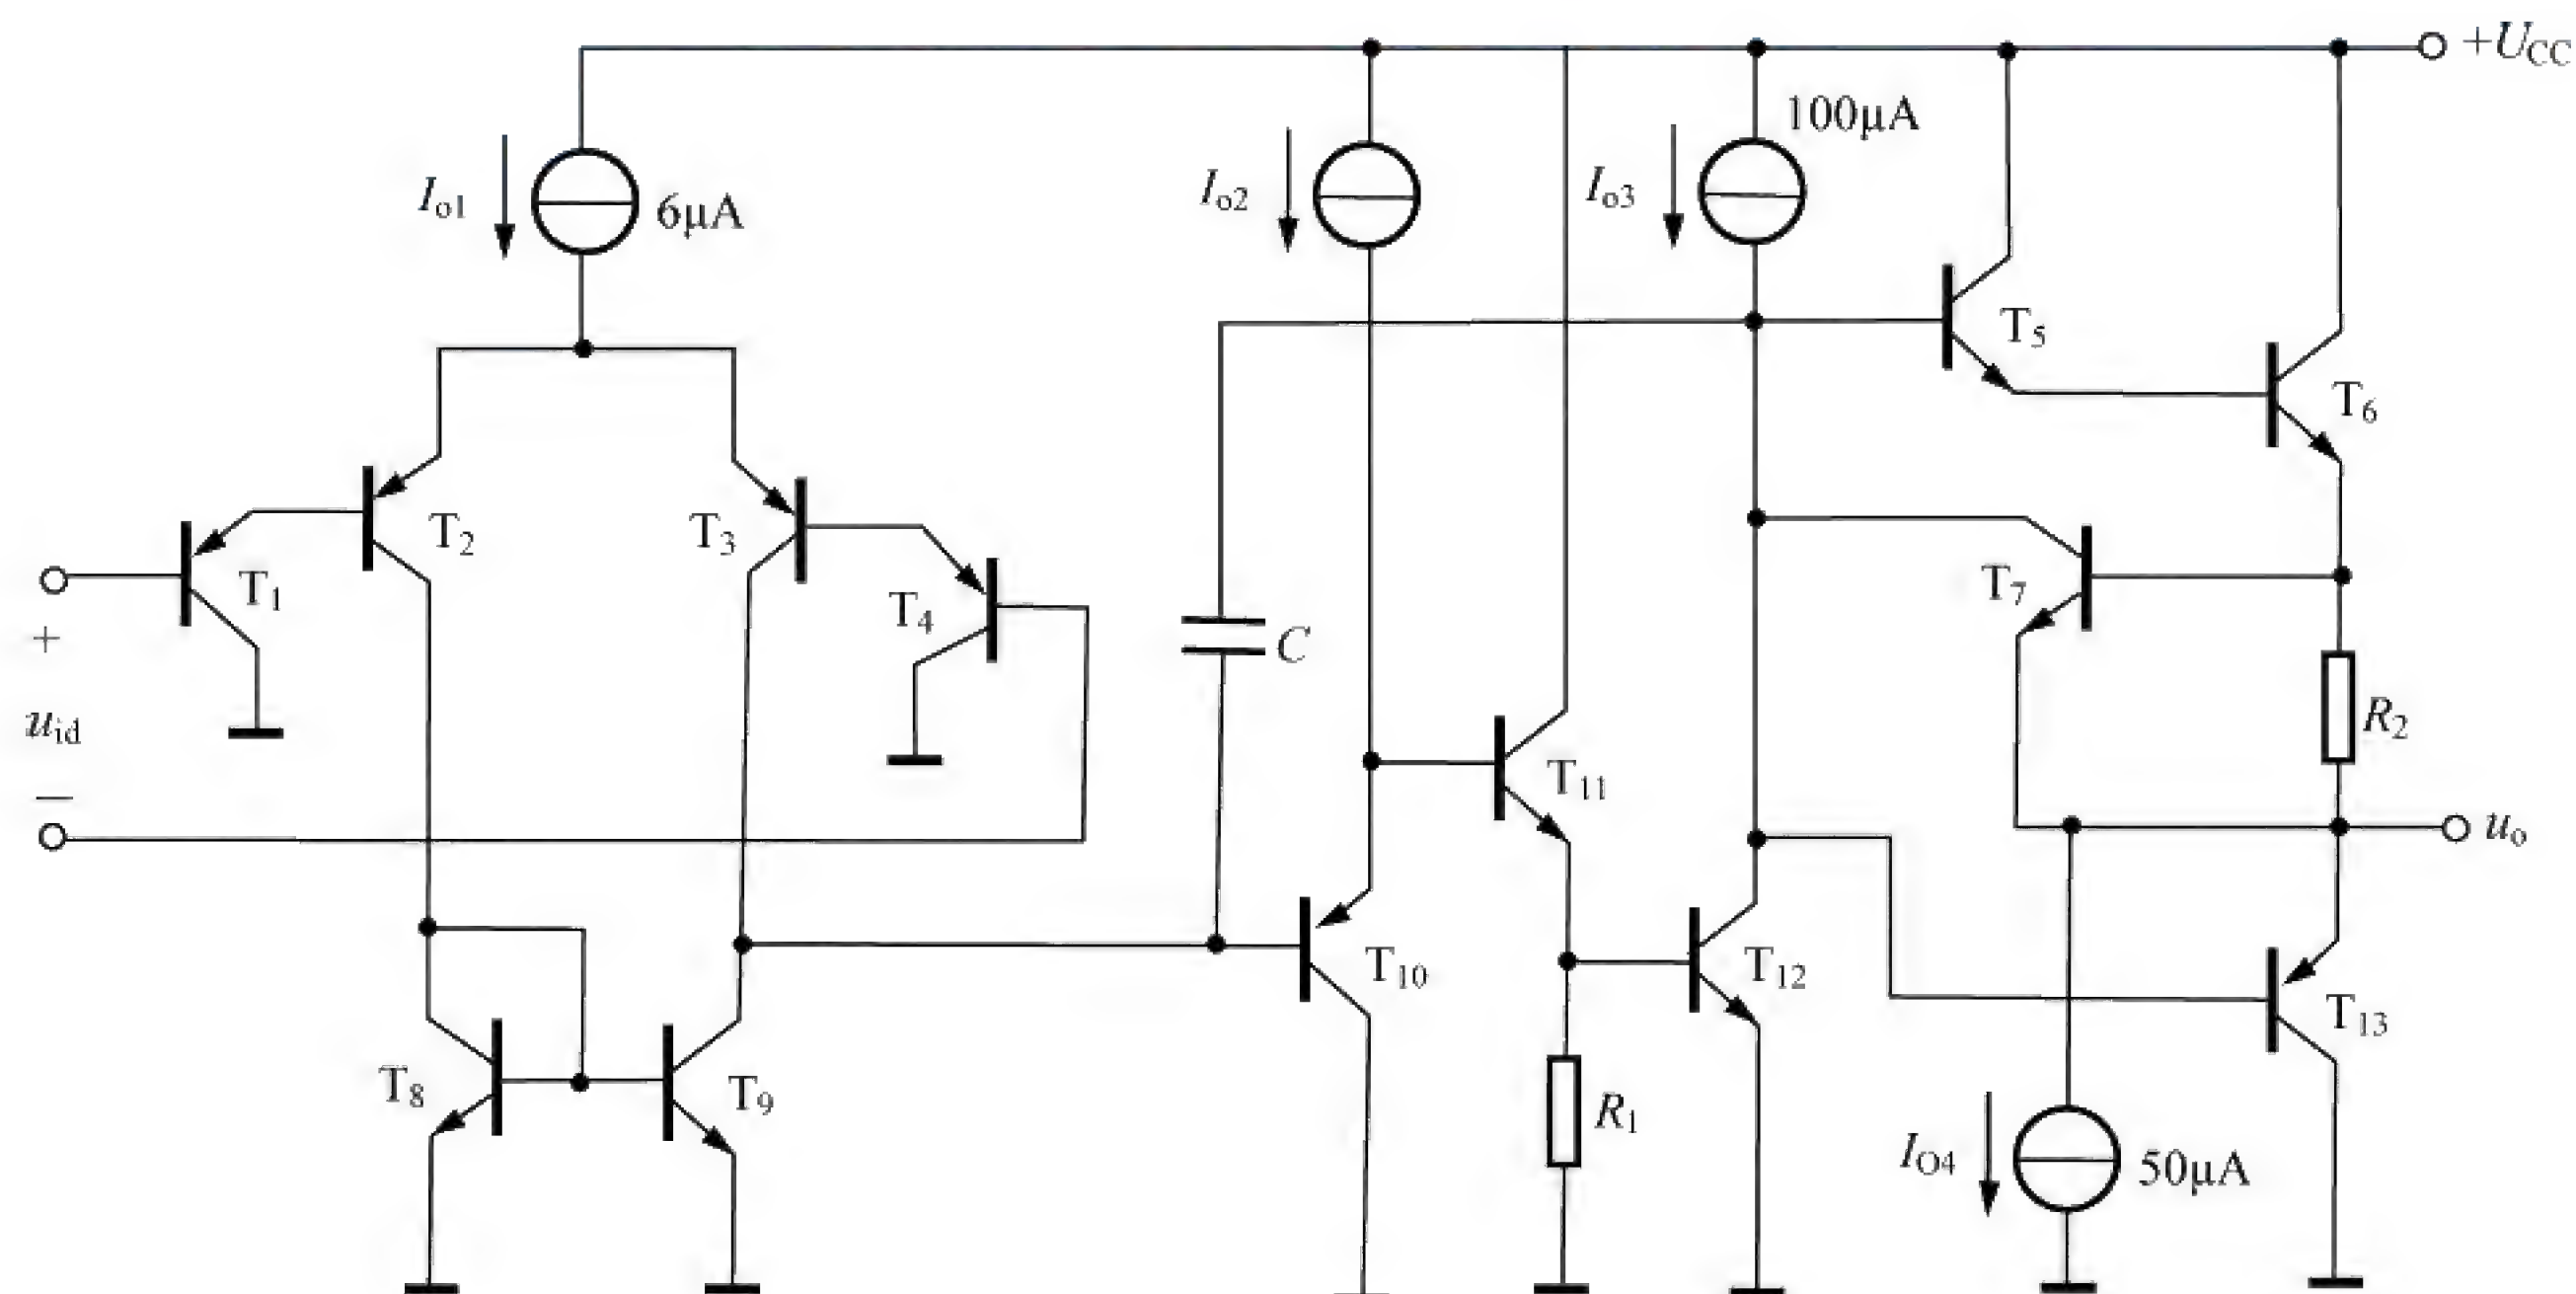 +U_CC
100μA
I_o1
6μA
I_o2
I_o3
T_5
T_6
T_2
T_3
T_1
T_4
T_7
+
C
u_id
R_2
T_11
−
u_o
T_10
T_12
T_13
T_8
T_9
R_1
I_O4
50μA